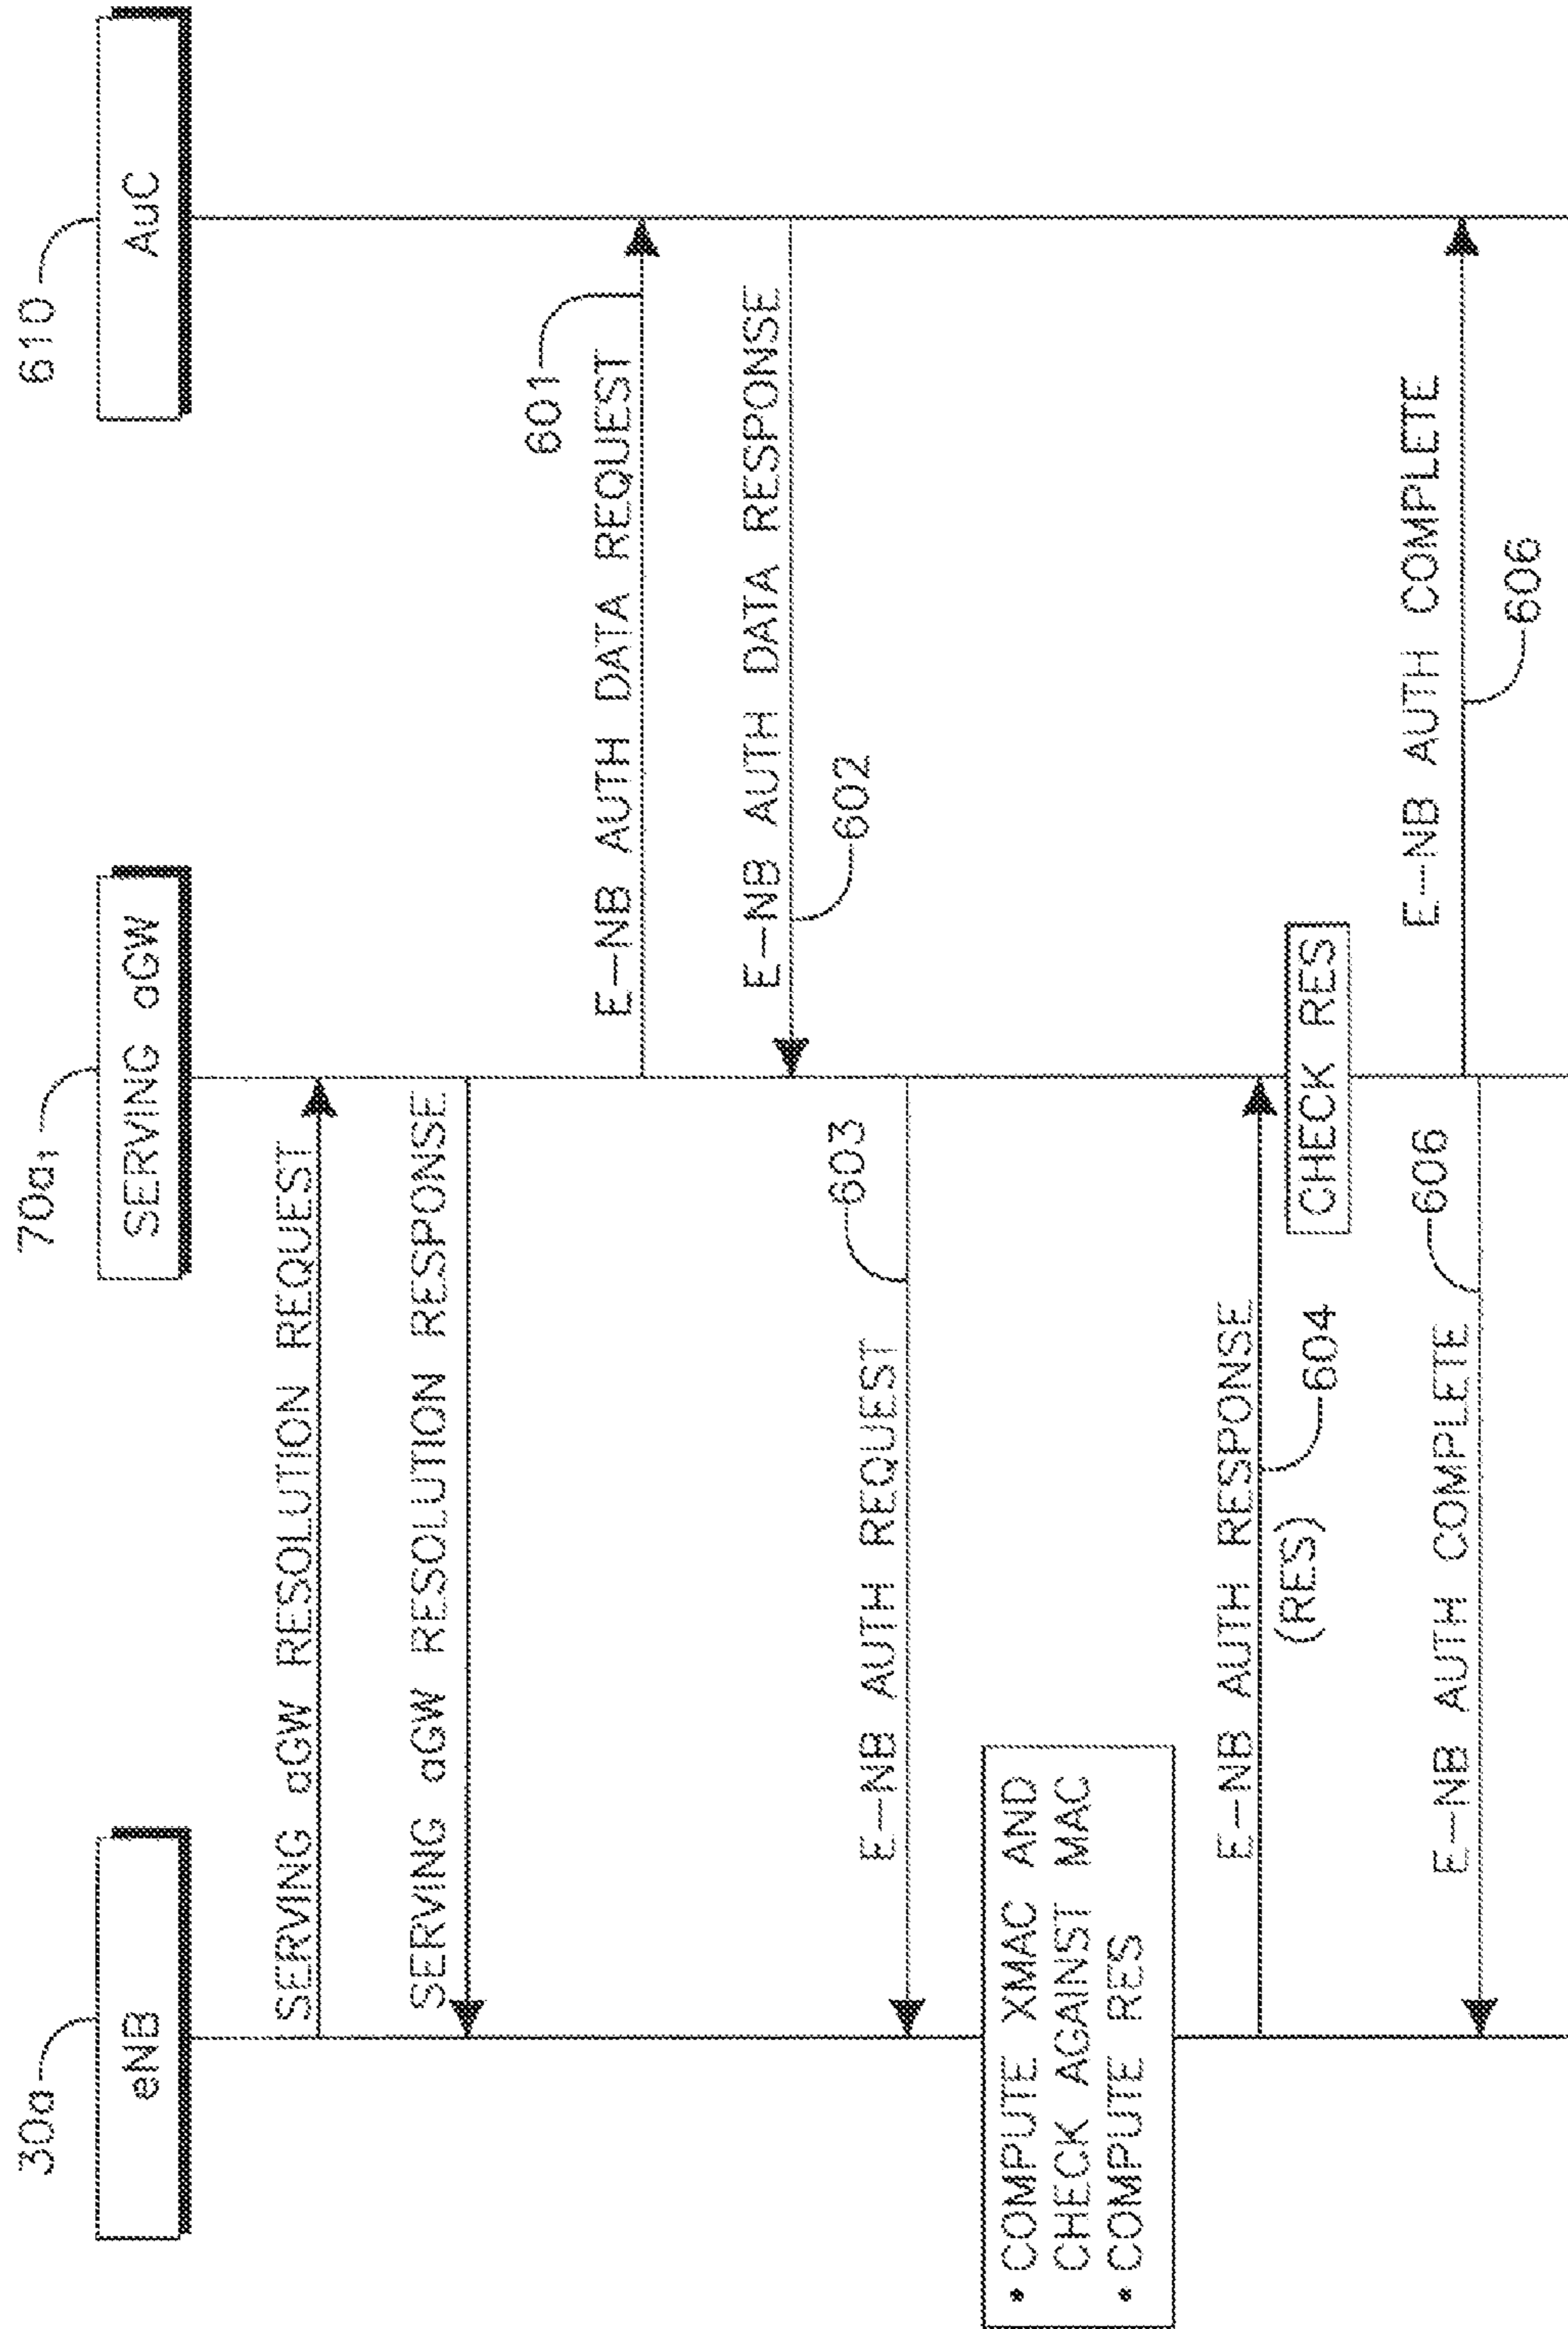 30a
70a1
610
eNB
SERVING aGW
AuC
SERVING aGW RESOLUTION REQUEST
SERVING aGW RESOLUTION RESPONSE
601
E-NB AUTH DATA REQUEST
E-NB AUTH DATA RESPONSE
602
603
E-NB AUTH REQUEST
• COMPUTE XMAC AND
CHECK AGAINST MAC
• COMPUTE RES
E-NB AUTH RESPONSE
(RES)
604
CHECK RES
E-NB AUTH COMPLETE
606
606
E-NB AUTH COMPLETE